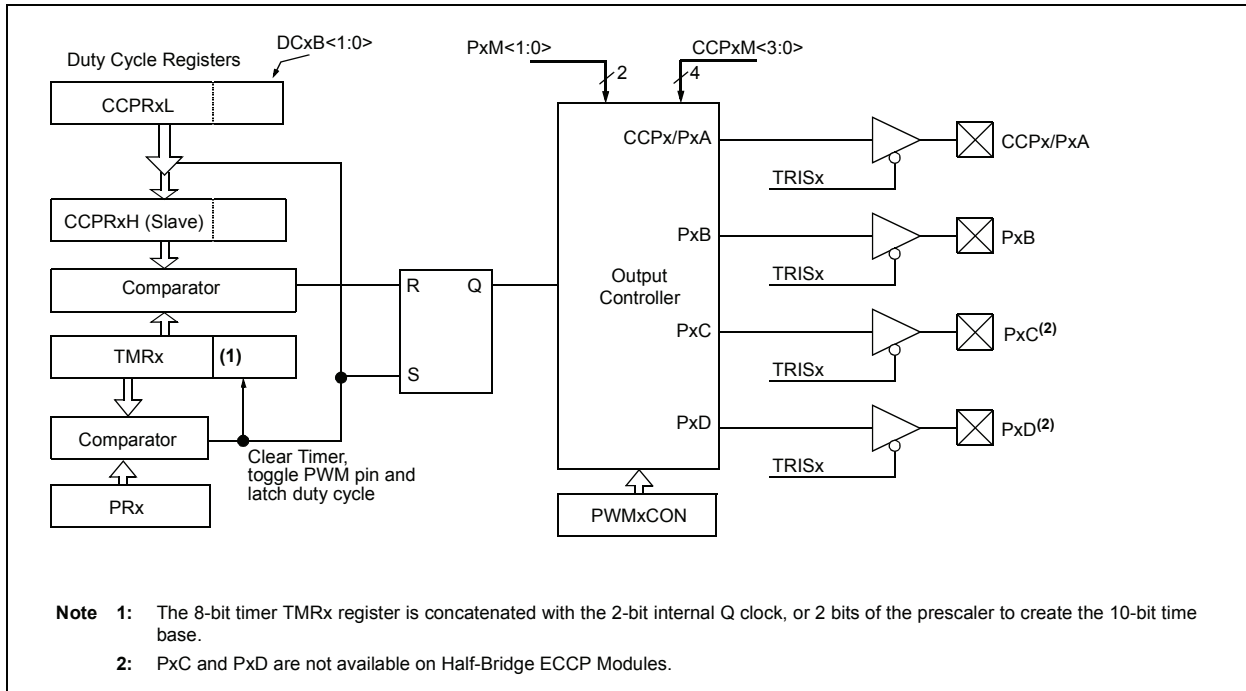 DCxB<1:0>
Duty Cycle Registers
CCPRxL
CCPRxH (Slave)
Comparator
TMRx
(1)
Comparator
PRx
Clear Timer,
toggle PWM pin and
latch duty cycle
R
Q
S
PxM<1:0>
2
CCPxM<3:0>
4
CCPx/PxA
PxB
Output
Controller
PxC
PxD
PWMxCON
TRISx
CCPx/PxA
TRISx
PxB
TRISx
PxC(2)
TRISx
PxD(2)
Note 1: The 8-bit timer TMRx register is concatenated with the 2-bit internal Q clock, or 2 bits of the prescaler to create the 10-bit time
base.
2: PxC and PxD are not available on Half-Bridge ECCP Modules.